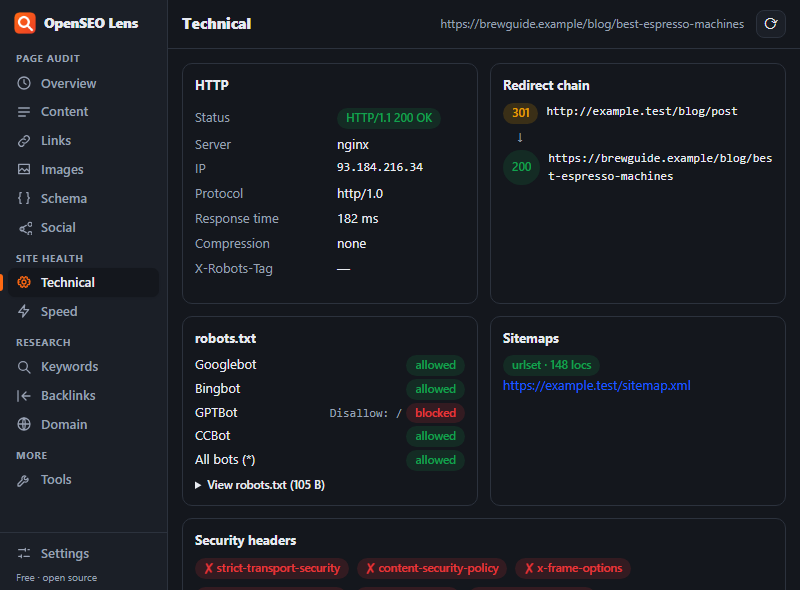 OpenSEO Lens
PAGE AUDIT
Overview
Content
Links
Images
Schema
Social
SITE HEALTH
Technical
Speed
RESEARCH
Keywords
Backlinks
Domain
MORE
Tools
Settings
Free · open source
Technical
https://brewguide.example/blog/best-espresso-machines
HTTP
Status HTTP/1.1 200 OK
Server nginx
IP 93.184.216.34
Protocol http/1.0
Response time 182 ms
Compression none
X-Robots-Tag —
Redirect chain
301 http://example.test/blog/post
↓
200 https://brewguide.example/blog/bes
t-espresso-machines
robots.txt
Googlebot allowed
Bingbot allowed
GPTBot Disallow: / blocked
CCBot allowed
All bots (*) allowed
▶ View robots.txt (105 B)
Sitemaps
urlset · 148 locs
https://example.test/sitemap.xml
Security headers
✗ strict-transport-security ✗ content-security-policy ✗ x-frame-options